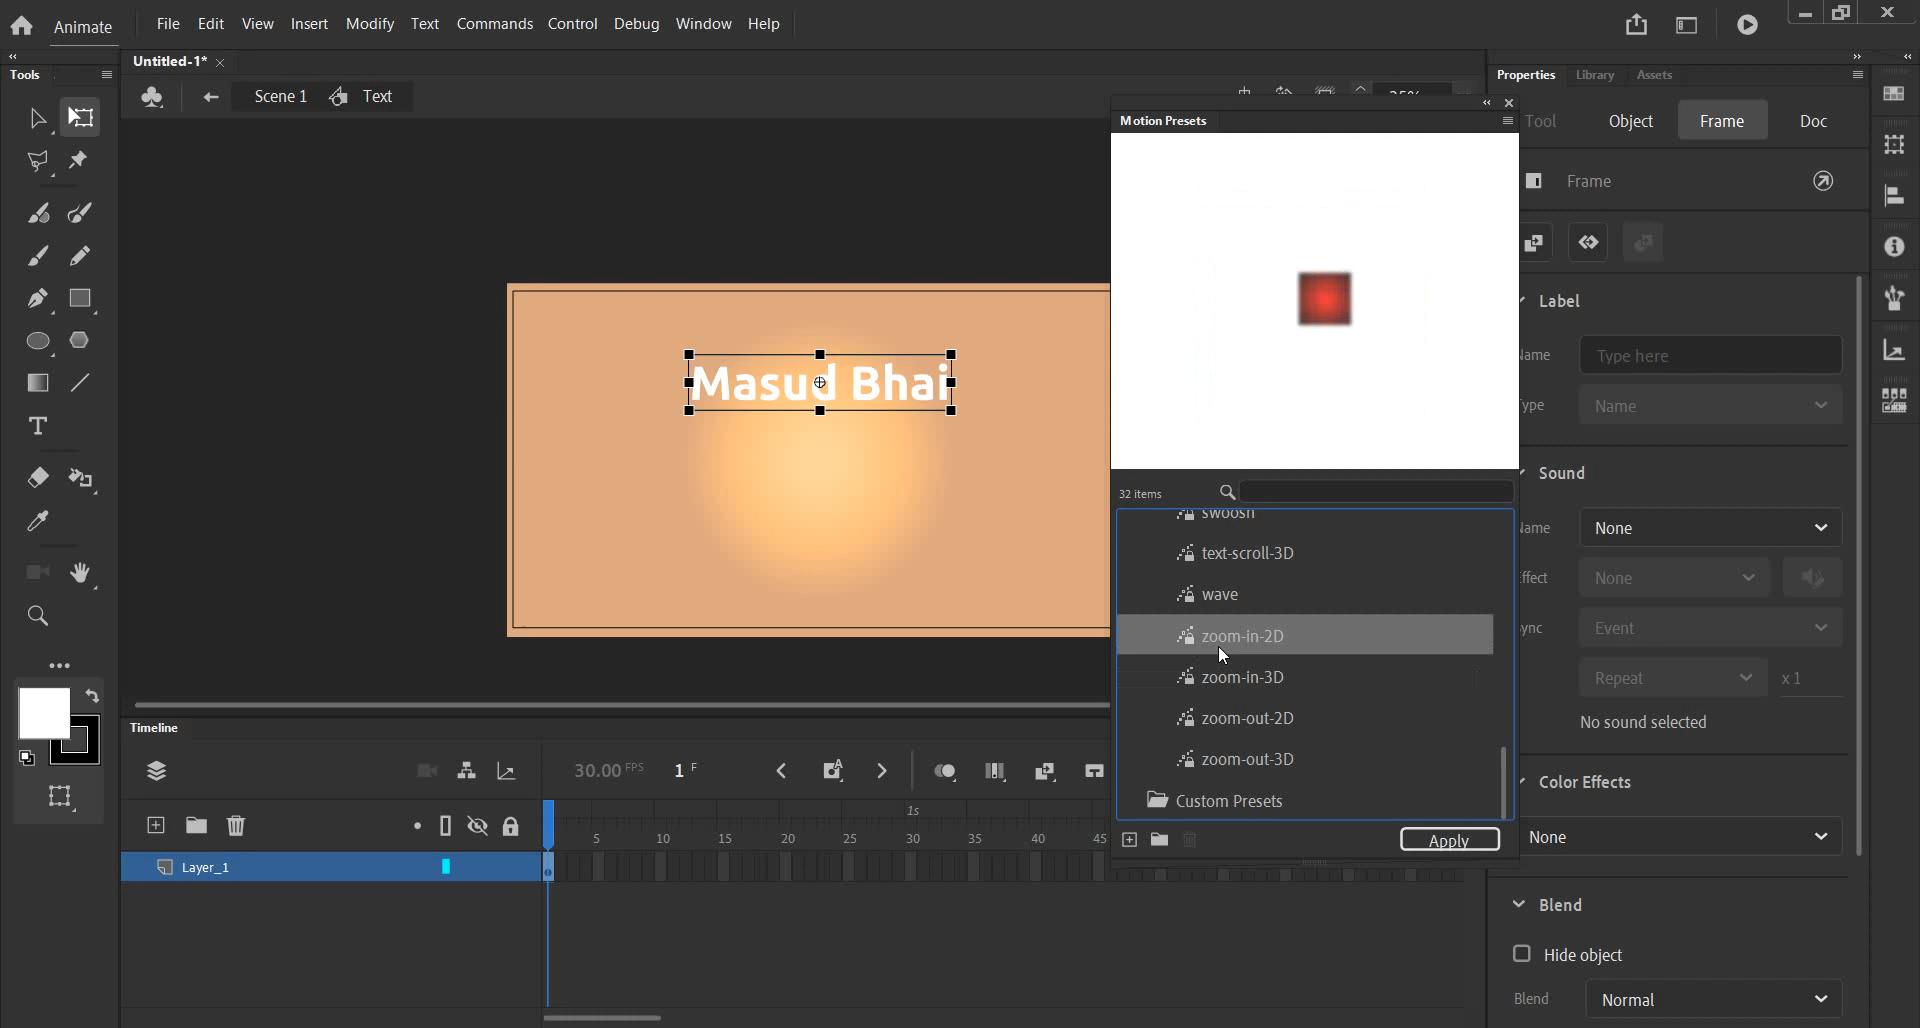 Animate File Edit View Insert Modify Text Commands Control Debug Window Help
Tools
Untitled-1*
Scene 1 Text
Properties Library Assets
Motion Presets
Tool Object Frame Doc
Frame
Label
Type here
Name
Masud Bhai
Sound
32 items
None
None
Event
Repeat x 1
No sound selected
swoosh
text-scroll-3D
wave
zoom-in-2D
zoom-in-3D
zoom-out-2D
zoom-out-3D
Custom Presets
Apply
Color Effects
None
Blend
Hide object
Blend Normal
Timeline
30.00 FPS 1 F
1s
5 10 15 20 25 30 35 40 45
Layer_1